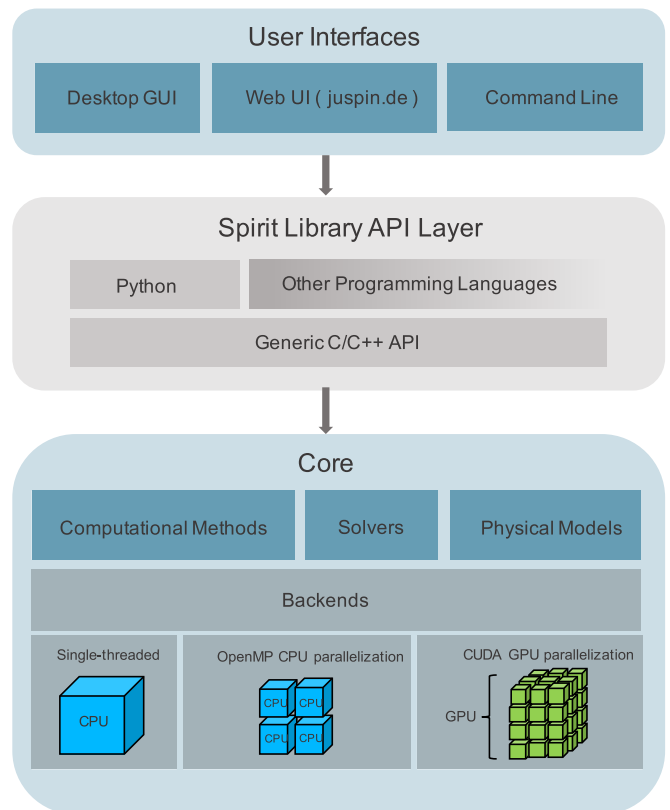 User Interfaces
Desktop GUI
Web UI ( juspin.de )
Command Line
Spirit Library API Layer
Python
Other Programming Languages
Generic C/C++ API
Core
Computational Methods
Solvers
Physical Models
Backends
Single-threaded
OpenMP CPU parallelization
CUDA GPU parallelization
CPU
CPU
CPU
CPU
CPU
GPU